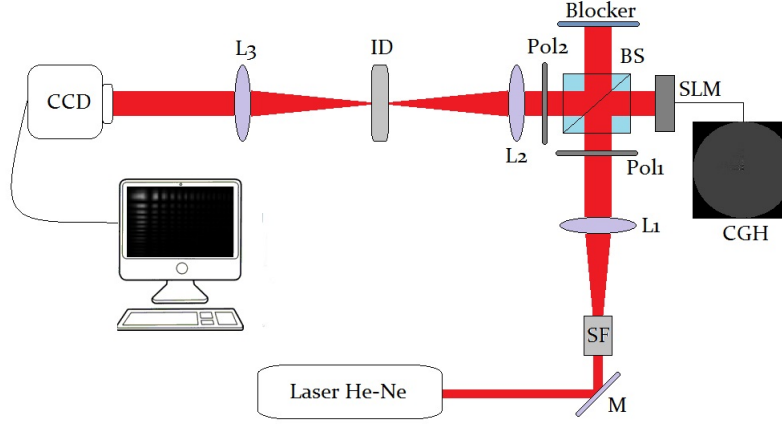 Blocker
L3
ID
Pol2
BS
CCD
SLM
L2
Pol1
L1
CGH
SF
Laser He-Ne
M